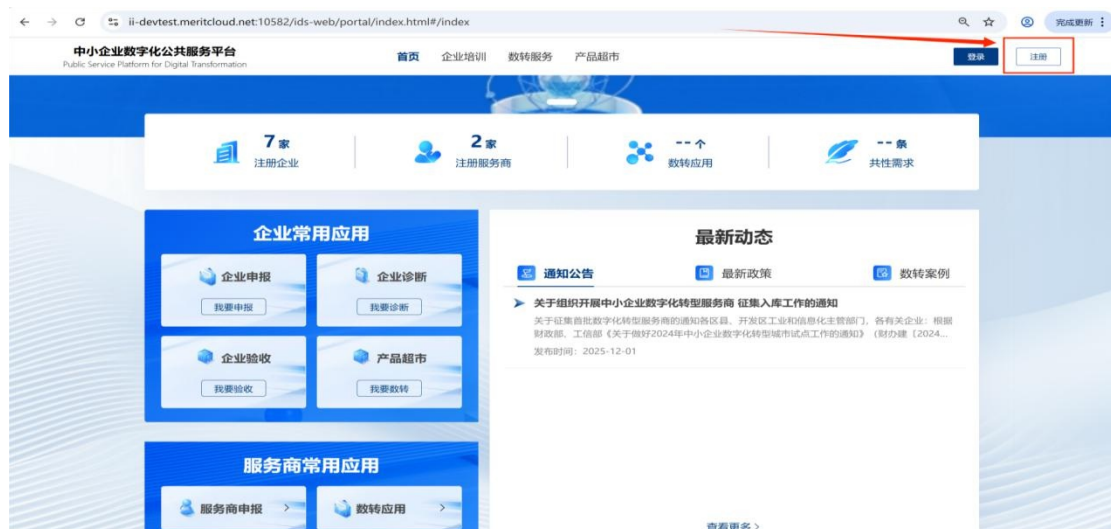 ii-devtest.meritcloud.net:10582/ids-web/portal/index.html#/index
完成更新
中小企业数字化公共服务平台
Public Service Platform for Digital Transformation
首页 企业培训 数转服务 产品超市
登录 注册
7家 2家 --个 --条
注册企业 注册服务商 数转应用 共性需求
企业常用应用
企业申报 企业诊断
我要申报 我要诊断
企业验收 产品超市
我要验收 我要数转
服务商常用应用
服务商申报 > 数转应用 >
最新动态
通知公告 最新政策 数转案例
关于组织开展中小企业数字化转型服务商 征集入库工作的通知
关于征集首批数字化转型服务商的通知各区县、开发区工业和信息化主管部门,各有关企业:根据
财政部、工信部《关于做好2024年中小企业数字化转型城市试点工作的通知》(财办建〔2024...
发布时间:2025-12-01
查看更多>